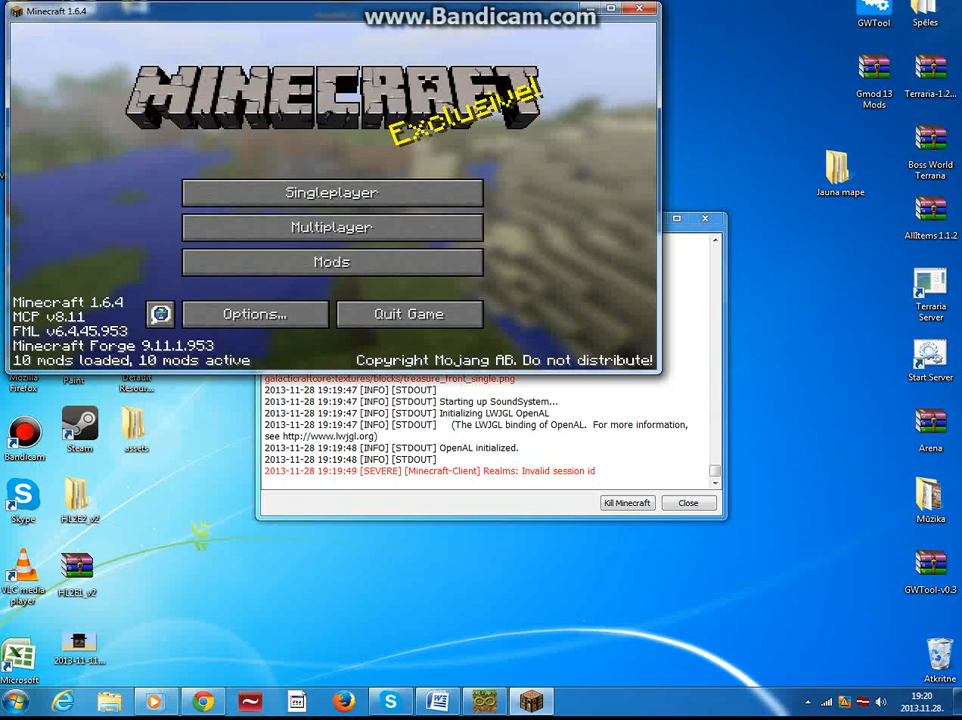 Minecraft 1.6.4
www.Bandicam.com
MINECRAFT
Exclusive!
Singleplayer
Multiplayer
Mods
Options...
Quit Game
Minecraft 1.6.4
MCP v8.11
FML v6.4.45.953
Minecraft Forge 9.11.1.953
10 mods loaded, 10 mods active
Copyright Mojang AB. Do not distribute!
galacticraftcore:textures/blocks/treasure_front_single.png
2013-11-28 19:19:47 [INFO] [STDOUT]
2013-11-28 19:19:47 [INFO] [STDOUT] Starting up SoundSystem...
2013-11-28 19:19:47 [INFO] [STDOUT] Initializing LWJGL OpenAL
2013-11-28 19:19:47 [INFO] [STDOUT] (The LWJGL binding of OpenAL. For more information,
see http://www.lwjgl.org)
2013-11-28 19:19:48 [INFO] [STDOUT] OpenAL initialized.
2013-11-28 19:19:48 [INFO] [STDOUT]
2013-11-28 19:19:49 [SEVERE] [Minecraft-Client] Realms: Invalid session id
Kill Minecraft
Close
GWTool
Spēles
Gmod 13
Mods
Terraria-1.2...
Jauna mape
Boss World
Terraria
AllItems 1.1.2
Terraria
Server
Start Server
Arena
Mūzika
GWTool-v0.3
Atkritne
Mozilla
Firefox
Paint
Default
Resour...
Bandicam
Steam
assets
Skype
HL2E2_v2
VLC media
player
HL2E1_v2
Microsoft
2013-11-11...
19:20
2013.11.28.